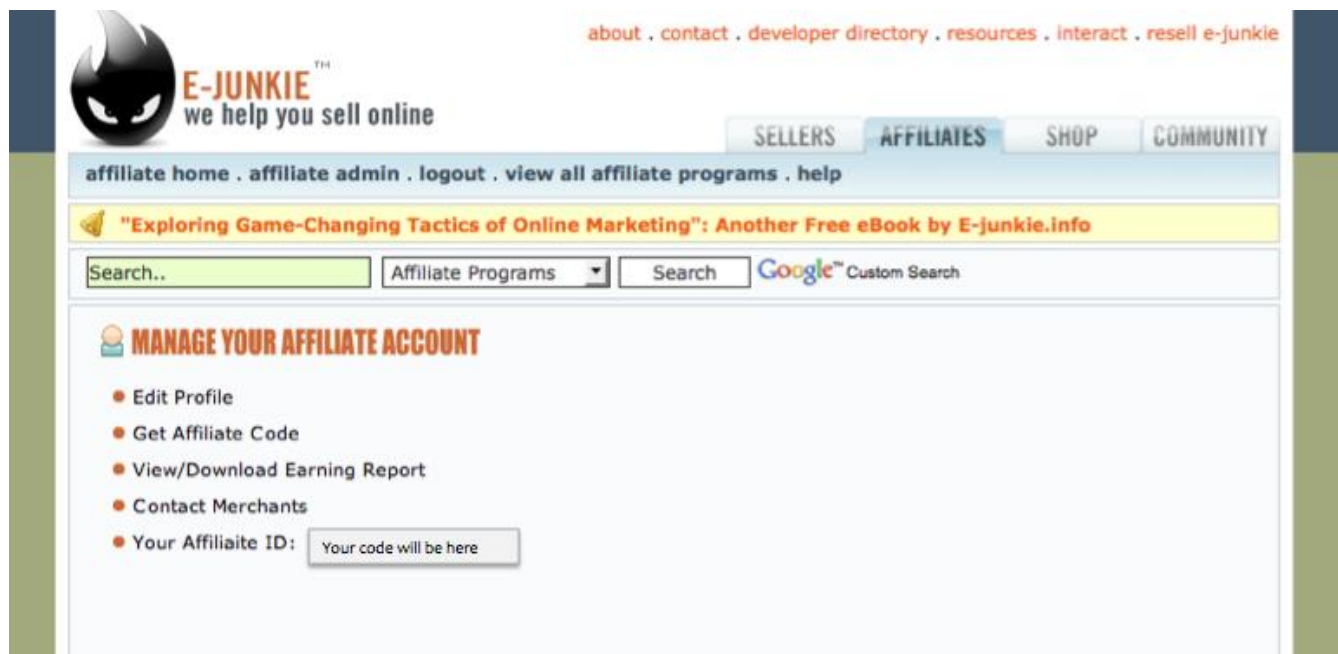 about . contact . developer directory . resources . interact . resell e-junkie
E-JUNKIE™
we help you sell online
SELLERS AFFILIATES SHOP COMMUNITY
affiliate home . affiliate admin . logout . view all affiliate programs . help
"Exploring Game-Changing Tactics of Online Marketing": Another Free eBook by E-junkie.info
Search.. Affiliate Programs Search Google™ Custom Search
MANAGE YOUR AFFILIATE ACCOUNT
Edit Profile
Get Affiliate Code
View/Download Earning Report
Contact Merchants
Your Affiliaite ID: Your code will be here